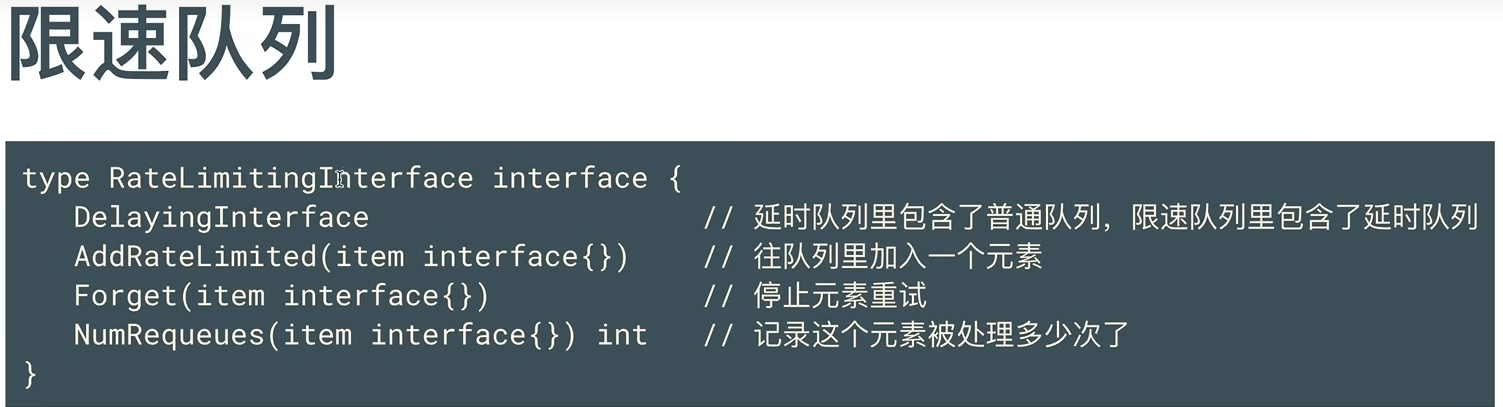 限速队列
type RateLimitingInterface interface {
DelayingInterface // 延时队列里包含了普通队列，限速队列里包含了延时队列
AddRateLimited(item interface{}) // 往队列里加入一个元素
Forget(item interface{}) // 停止元素重试
NumRequeues(item interface{}) int // 记录这个元素被处理多少次了
}